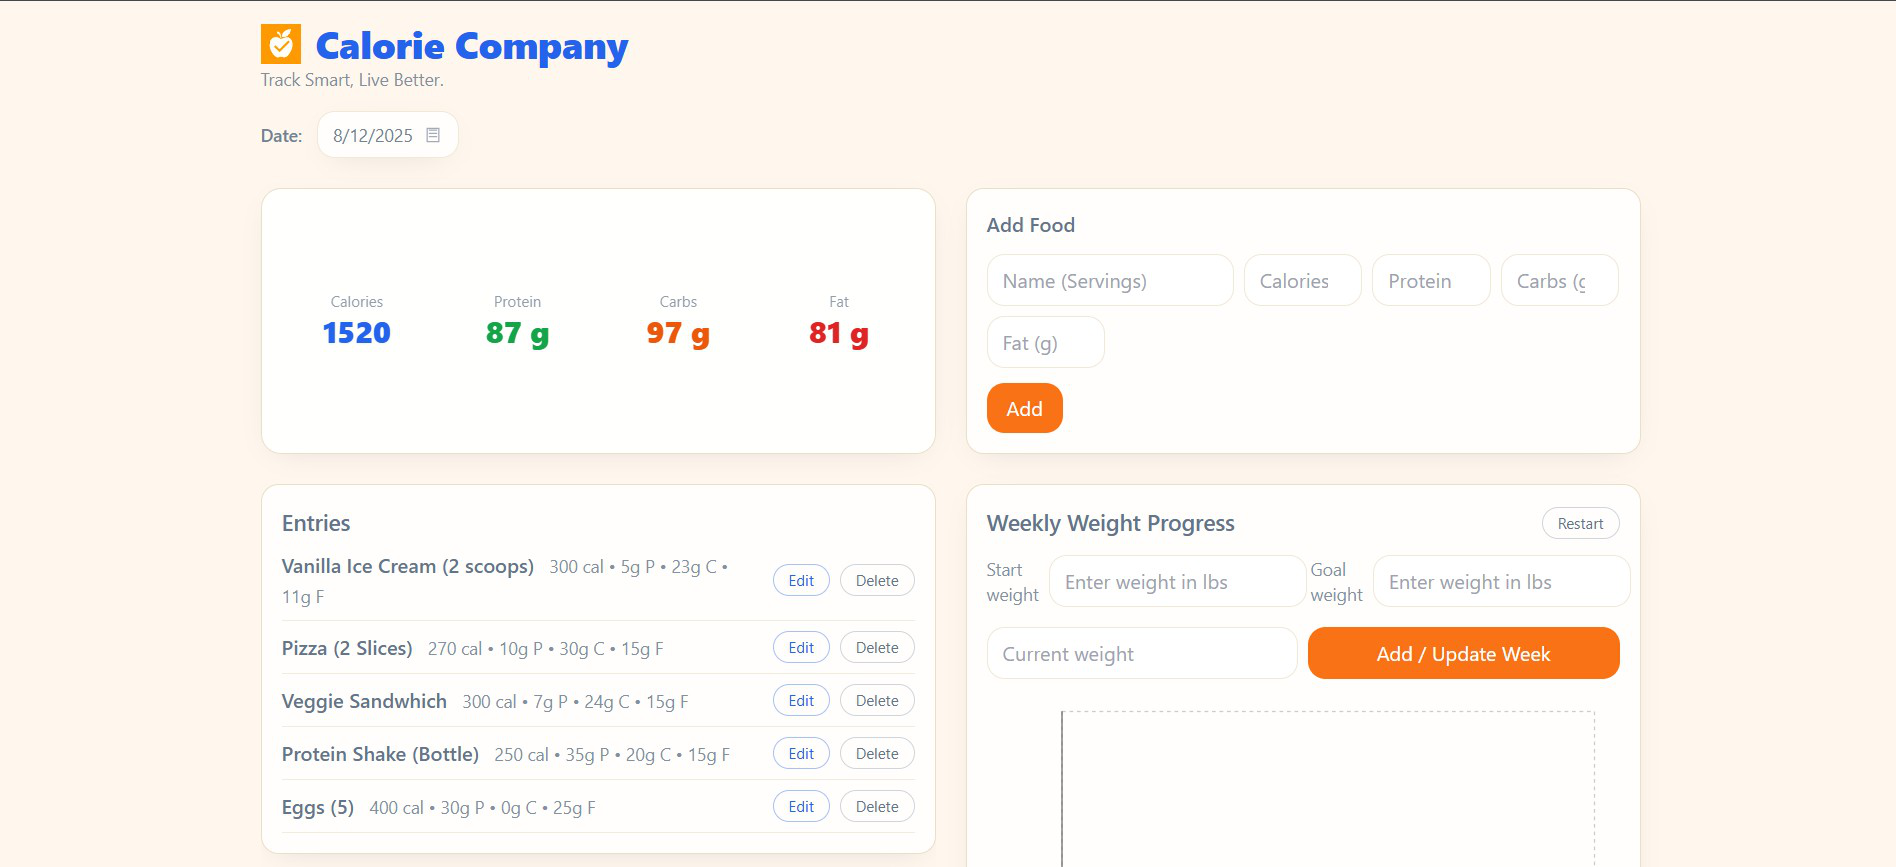 Calorie Company
Track Smart, Live Better.
Date: 8/12/2025
Calories Protein Carbs Fat
1520 87 g 97 g 81 g
Add Food
Name (Servings) Calories Protein Carbs (g
Fat (g)
Add
Entries
Vanilla Ice Cream (2 scoops) 300 cal • 5g P • 23g C •
11g F
Edit Delete
Pizza (2 Slices) 270 cal • 10g P • 30g C • 15g F Edit Delete
Veggie Sandwhich 300 cal • 7g P • 24g C • 15g F Edit Delete
Protein Shake (Bottle) 250 cal • 35g P • 20g C • 15g F Edit Delete
Eggs (5) 400 cal • 30g P • 0g C • 25g F Edit Delete
Weekly Weight Progress Restart
Start
weight
Enter weight in lbs
Goal
weight
Enter weight in lbs
Current weight Add / Update Week